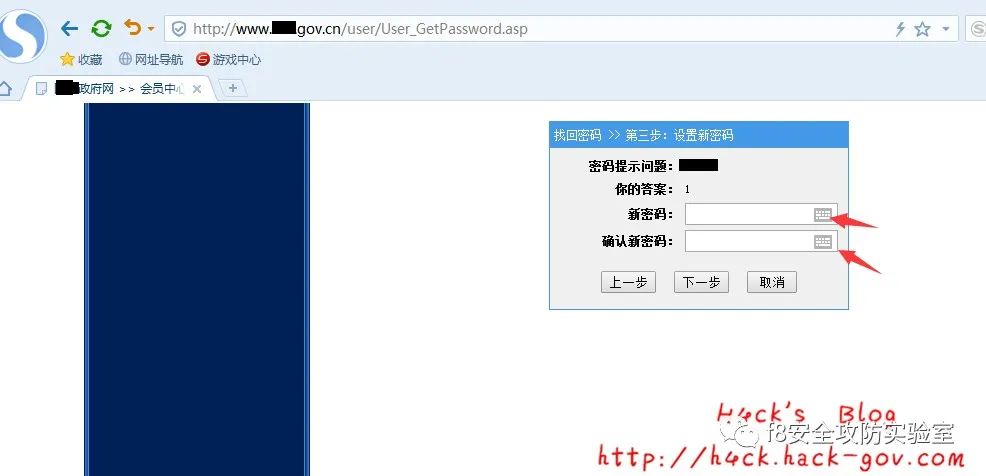 http://www. gov.cn/user/User_GetPassword.asp
收藏 网址导航 游戏中心
政府网 >> 会员中心
找回密码 >> 第三步：设置新密码
密码提示问题：
你的答案： 1
新密码：
确认新密码：
上一步 下一步 取消
H4ck's Blog
f8安全攻防实验室
http://h4ck.hack-gov.com